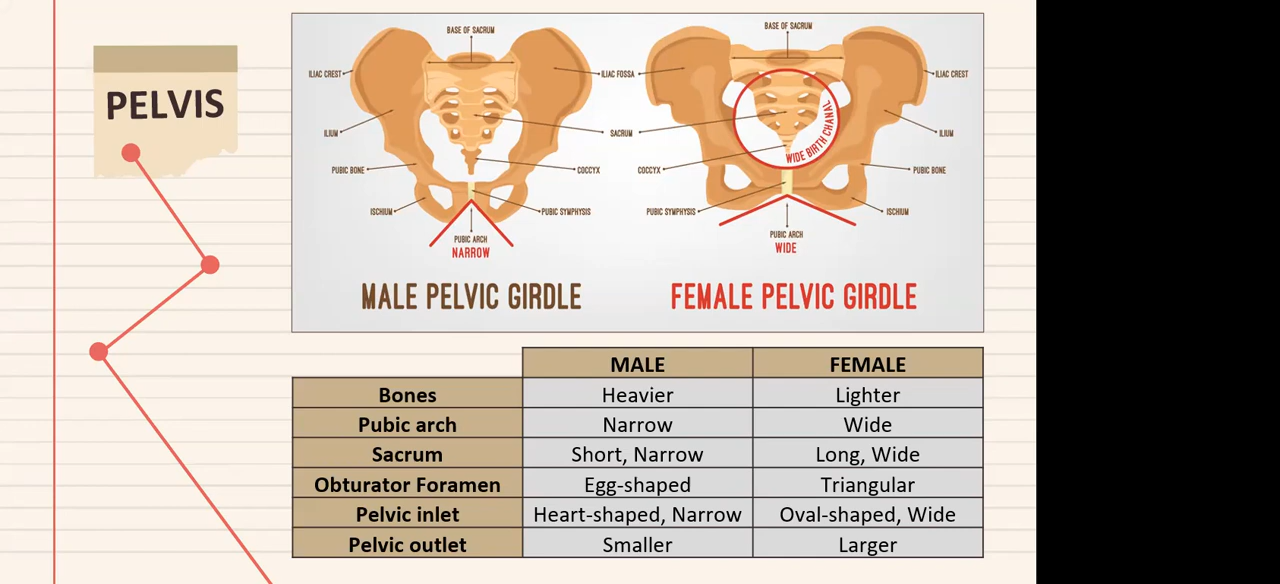 PELVIS
BASE OF SACRUM
ILIAC CREST
ILIAC FOSSA
ILIUM
SACRUM
PUBIC BONE
COCCYX
ISCHIUM
PUBIC SYMPHYSIS
PUBIC ARCH
NARROW
MALE PELVIC GIRDLE
BASE OF SACRUM
ILIAC CREST
WIDE BIRTH CHANAL
ILIUM
COCCYX
PUBIC BONE
PUBIC SYMPHYSIS
ISCHIUM
PUBIC ARCH
WIDE
FEMALE PELVIC GIRDLE
MALE FEMALE
Bones Heavier Lighter
Pubic arch Narrow Wide
Sacrum Short, Narrow Long, Wide
Obturator Foramen Egg-shaped Triangular
Pelvic inlet Heart-shaped, Narrow Oval-shaped, Wide
Pelvic outlet Smaller Larger